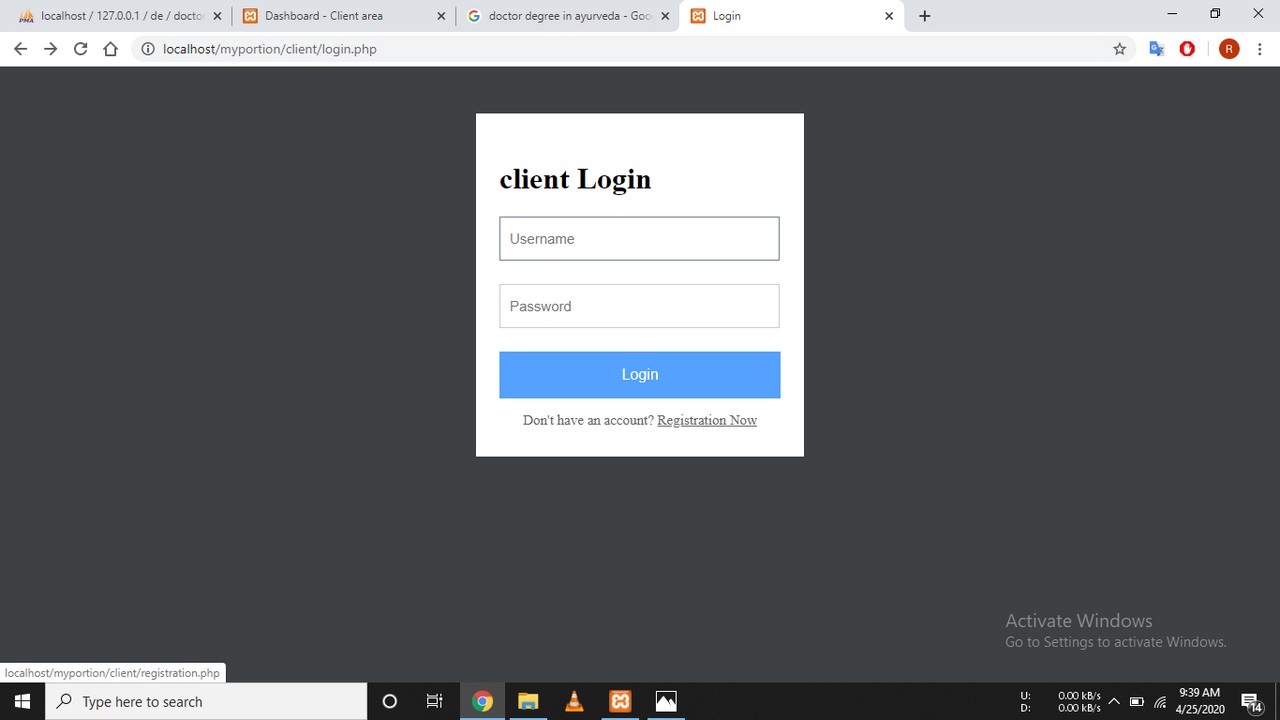 localhost / 127.0.0.1 / de / doctor
Dashboard - Client area
doctor degree in ayurveda - Goo
Login
localhost/myportion/client/login.php
R
client Login
Username
Password
Login
Don't have an account? Registration Now
Activate Windows
Go to Settings to activate Windows.
localhost/myportion/client/registration.php
Type here to search
U: 0.00 kB/s
D: 0.00 kB/s
9:39 AM
4/25/2020
14